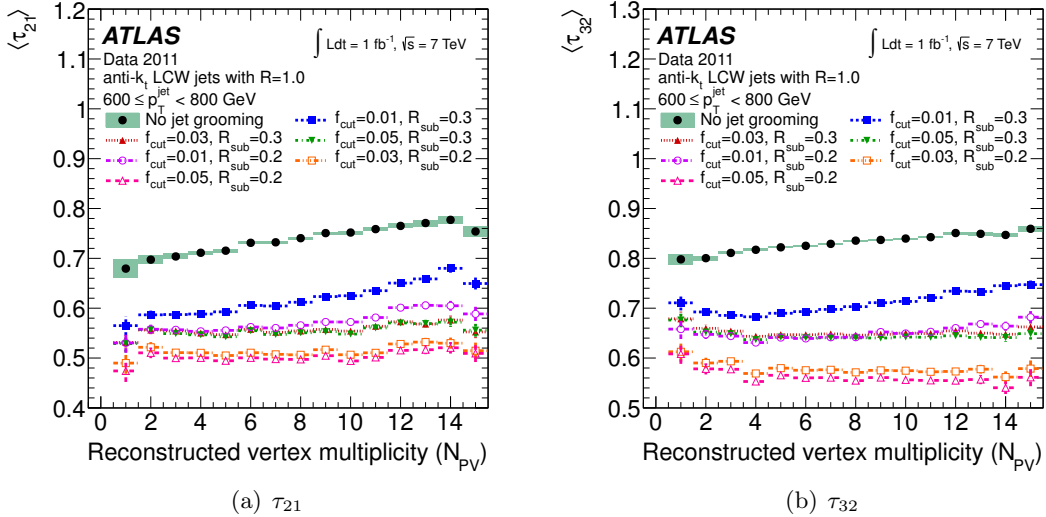 ⟨τ21⟩
1.2
1.1
1
0.9
0.8
0.7
0.6
0.5
0.4
ATLAS
∫ Ldt = 1 fb⁻¹, √s = 7 TeV
Data 2011
anti-kt LCW jets with R=1.0
600 ≤ pT^jet < 800 GeV
No jet grooming
fcut=0.01, Rsub=0.3
fcut=0.03, Rsub=0.3
fcut=0.05, Rsub=0.3
fcut=0.01, Rsub=0.2
fcut=0.03, Rsub=0.2
fcut=0.05, Rsub=0.2
0 2 4 6 8 10 12 14
Reconstructed vertex multiplicity (NPV)
(a) τ21
⟨τ32⟩
1.3
1.2
1.1
1
0.9
0.8
0.7
0.6
0.5
ATLAS
∫ Ldt = 1 fb⁻¹, √s = 7 TeV
Data 2011
anti-kt LCW jets with R=1.0
600 ≤ pT^jet < 800 GeV
No jet grooming
fcut=0.01, Rsub=0.3
fcut=0.03, Rsub=0.3
fcut=0.05, Rsub=0.3
fcut=0.01, Rsub=0.2
fcut=0.03, Rsub=0.2
fcut=0.05, Rsub=0.2
0 2 4 6 8 10 12 14
Reconstructed vertex multiplicity (NPV)
(b) τ32